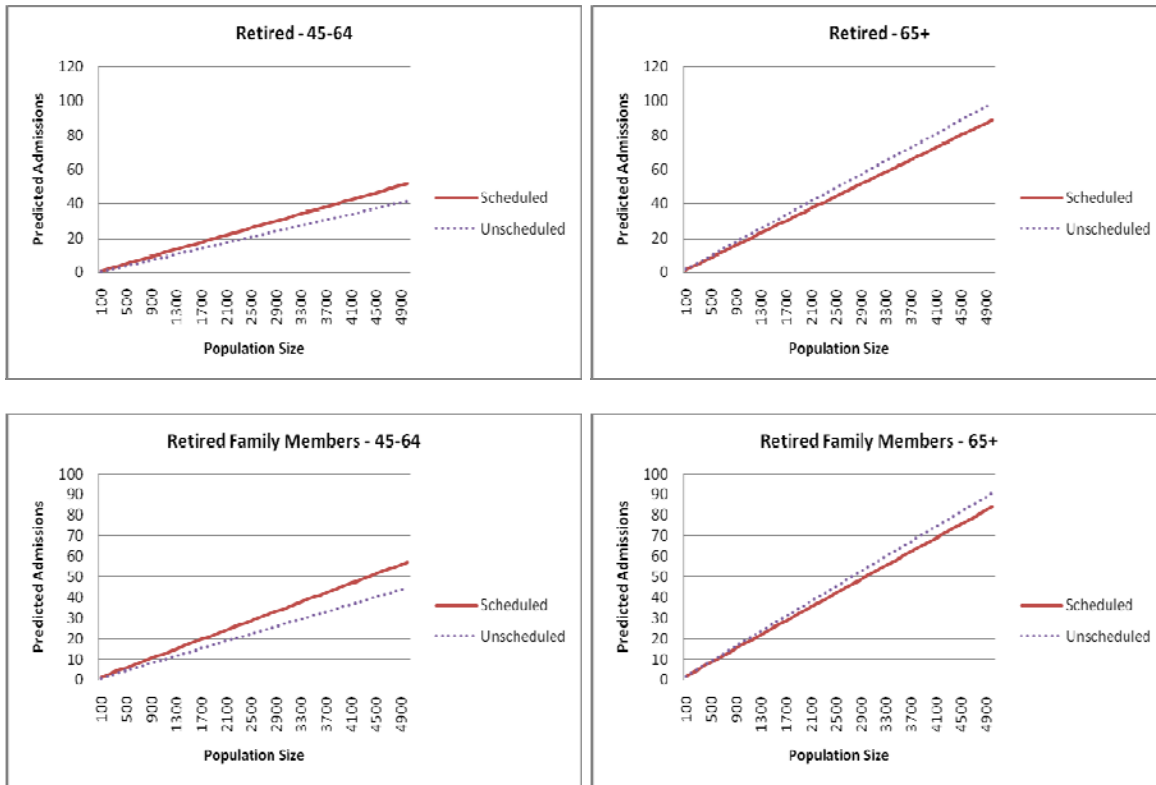 Retired - 45-64
Predicted Admissions
120
100
80
60
40
20
0
100 500 900 1300 1700 2100 2500 2900 3300 3700 4100 4500 4900
Population Size
Scheduled
Unscheduled
Retired - 65+
Predicted Admissions
120
100
80
60
40
20
0
100 500 900 1300 1700 2100 2500 2900 3300 3700 4100 4500 4900
Population Size
Scheduled
Unscheduled
Retired Family Members - 45-64
Predicted Admissions
100
90
80
70
60
50
40
30
20
10
0
100 500 900 1300 1700 2100 2500 2900 3300 3700 4100 4500 4900
Population Size
Scheduled
Unscheduled
Retired Family Members - 65+
Predicted Admissions
100
90
80
70
60
50
40
30
20
10
0
100 500 900 1300 1700 2100 2500 2900 3300 3700 4100 4500 4900
Population Size
Scheduled
Unscheduled